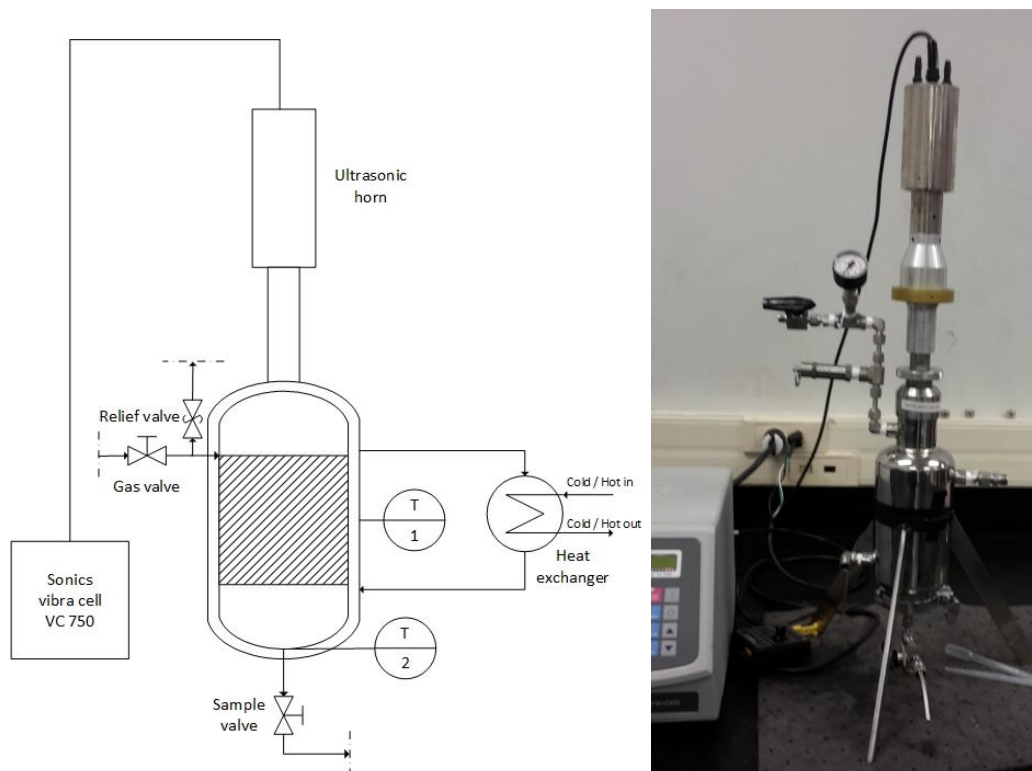 Ultrasonic
horn
Relief valve
Gas valve
Cold / Hot in
Cold / Hot out
Heat
exchanger
T
1
T
2
Sonics
vibra cell
VC 750
Sample
valve